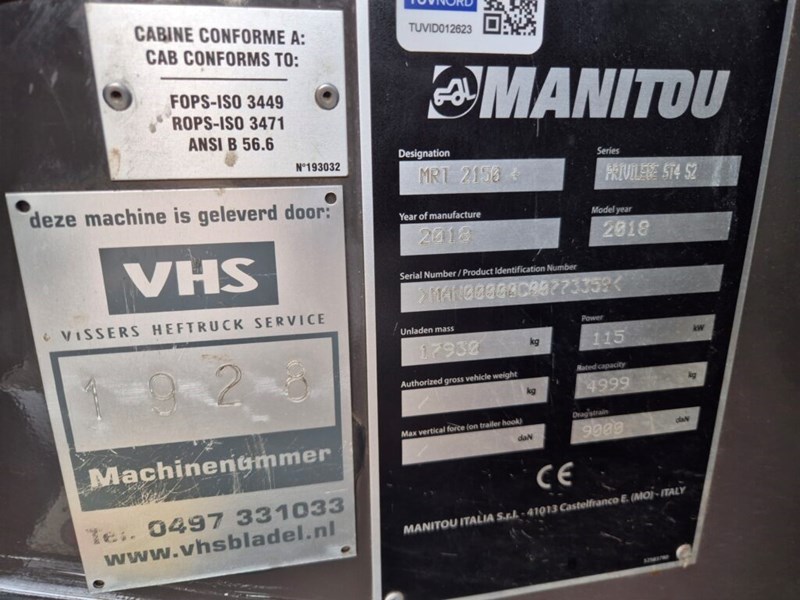 CABINE CONFORME A:
CAB CONFORMS TO:
FOPS-ISO 3449
ROPS-ISO 3471
ANSI B 56.6
N°193032
deze machine is geleverd door:
VHS
VISSERS HEFTRUCK SERVICE
1928
Machinenummer
Tel. 0497 331033
www.vhsbladel.nl
TÜVNORD
TUVID012623
MANITOU
Designation
MRT 2150
Series
PRIVILEGE ST4 S2
Year of manufacture
2018
Model year
2018
Serial Number / Product Identification Number
Unladen mass
17930 kg
Power
115 kW
Authorized gross vehicle weight
/ kg
Rated capacity
4999 kg
Max vertical force (on trailer hook)
/ daN
Drag strain
9000 daN
CE
MANITOU ITALIA S.r.l. - 41013 Castelfranco E. (MO) - ITALY